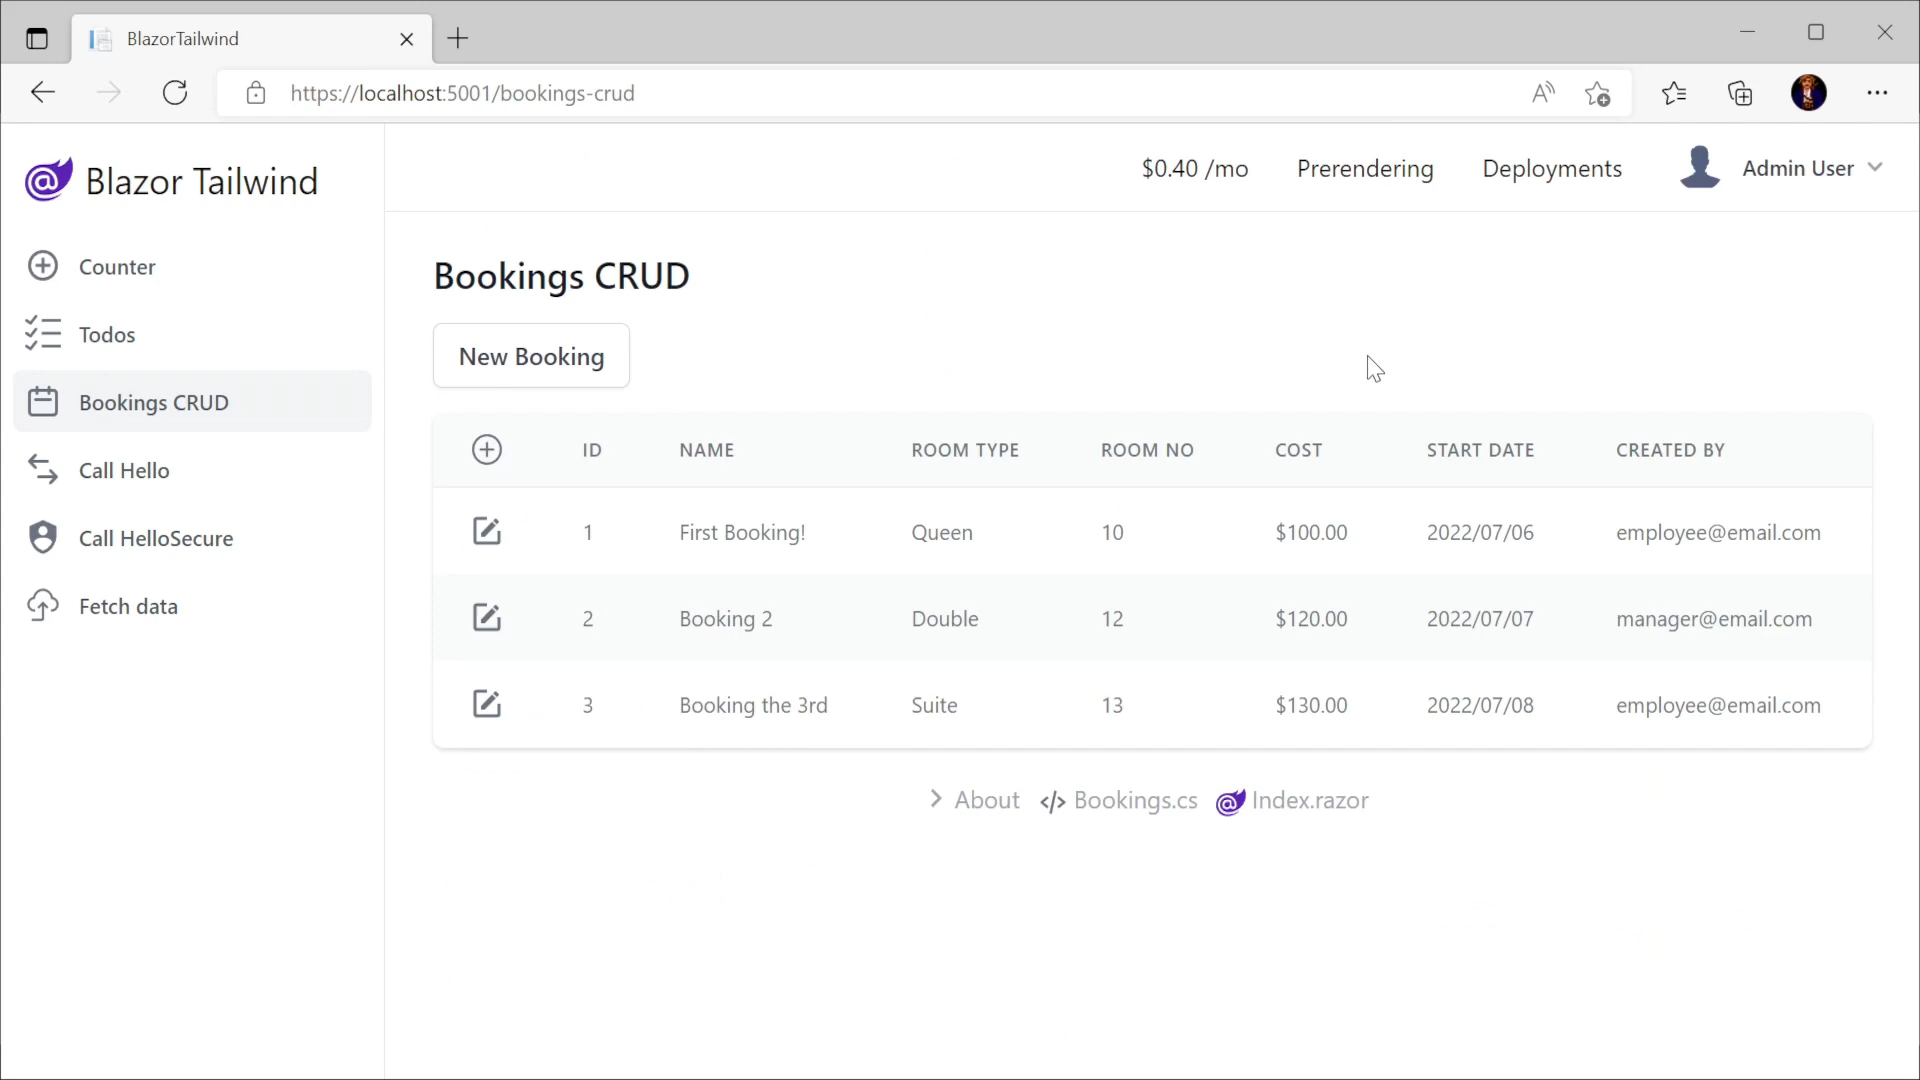 BlazorTailwind
https://localhost:5001/bookings-crud
Blazor Tailwind
$0.40 /mo Prerendering Deployments Admin User
Counter
Todos
Bookings CRUD
Call Hello
Call HelloSecure
Fetch data
Bookings CRUD
New Booking
ID NAME ROOM TYPE ROOM NO COST START DATE CREATED BY
1 First Booking! Queen 10 $100.00 2022/07/06 employee@email.com
2 Booking 2 Double 12 $120.00 2022/07/07 manager@email.com
3 Booking the 3rd Suite 13 $130.00 2022/07/08 employee@email.com
About </> Bookings.cs Index.razor